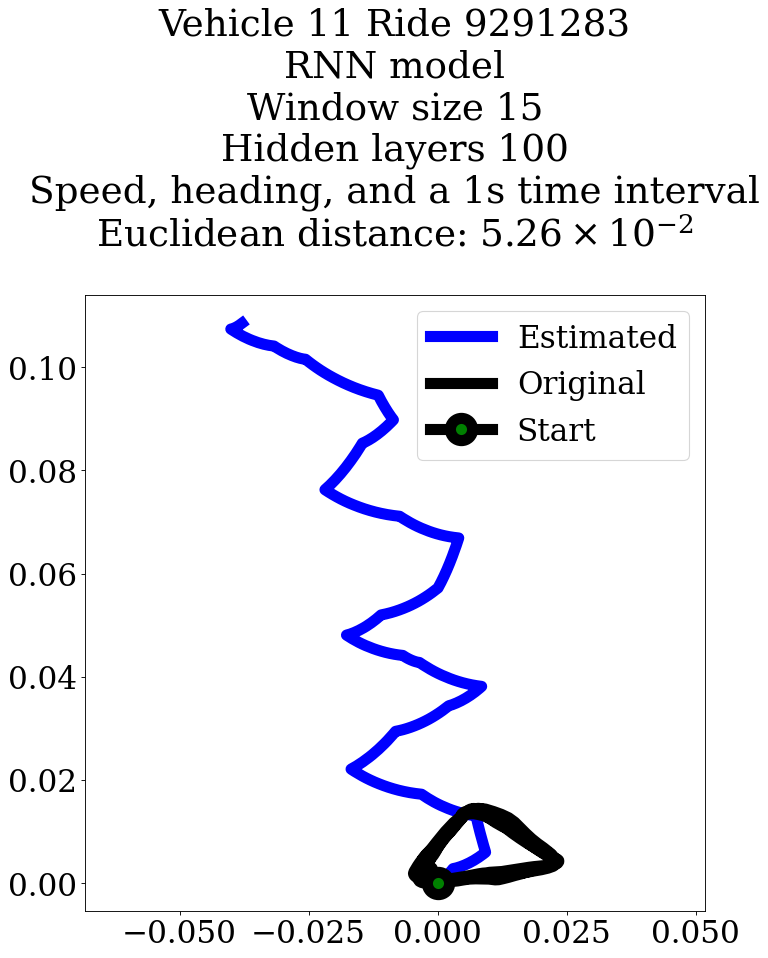 Vehicle 11 Ride 9291283
RNN model
Window size 15
Hidden layers 100
Speed, heading, and a 1s time interval
Euclidean distance: 5.26 × 10⁻²
Estimated
Original
Start
0.10
0.08
0.06
0.04
0.02
0.00
−0.050 −0.025 0.000 0.025 0.050